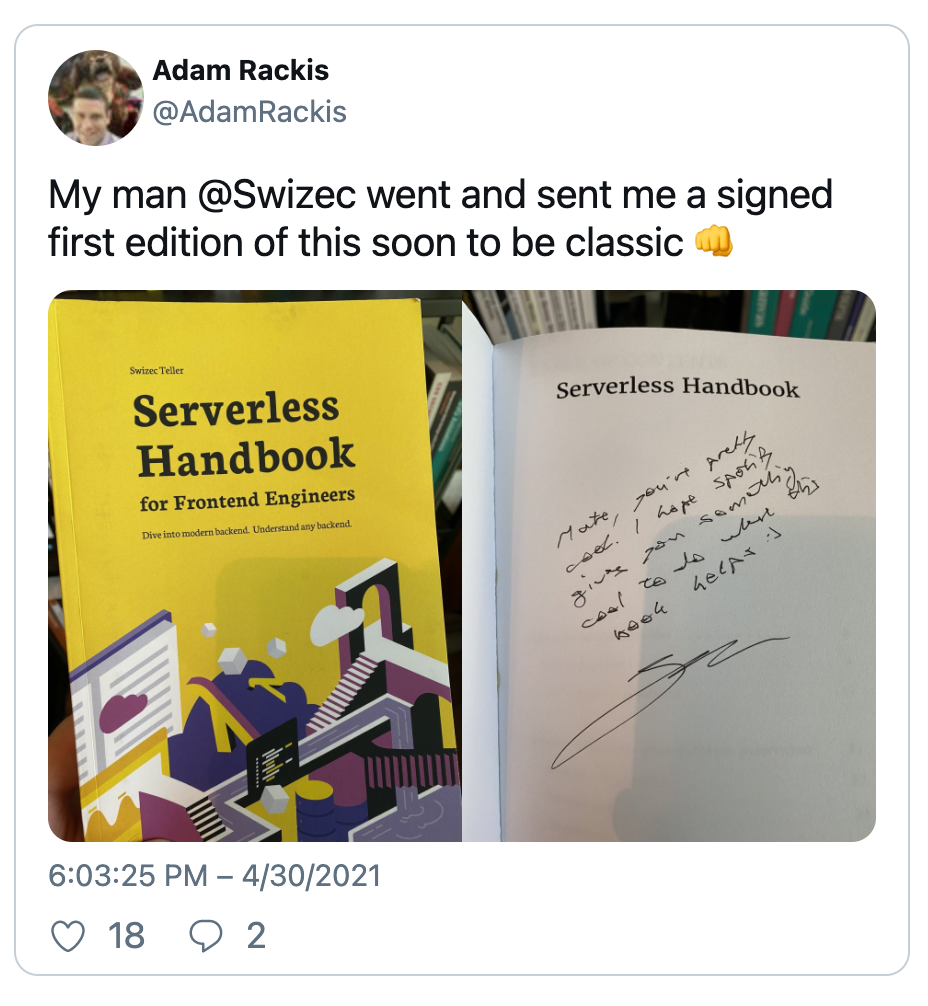 Adam Rackis
@AdamRackis
My man @Swizec went and sent me a signed
first edition of this soon to be classic 👊
Swizec Teller
Serverless
Handbook
for Frontend Engineers
Dive into modern backend. Understand any backend.
Serverless Handbook
Mate, you're pretty
cool. I hope Spotify
gives you something
cool to do where this
book helps :)
6:03:25 PM – 4/30/2021
18 2